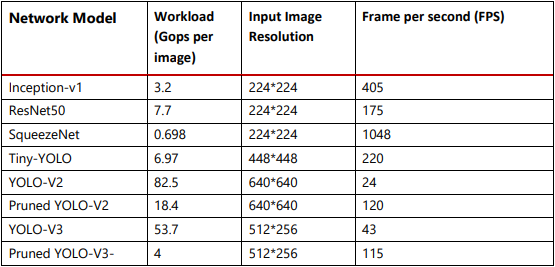 Network Model Workload (Gops per image) Input Image Resolution Frame per second (FPS)
Inception-v1 3.2 224*224 405
ResNet50 7.7 224*224 175
SqueezeNet 0.698 224*224 1048
Tiny-YOLO 6.97 448*448 220
YOLO-V2 82.5 640*640 24
Pruned YOLO-V2 18.4 640*640 120
YOLO-V3 53.7 512*256 43
Pruned YOLO-V3- 4 512*256 115